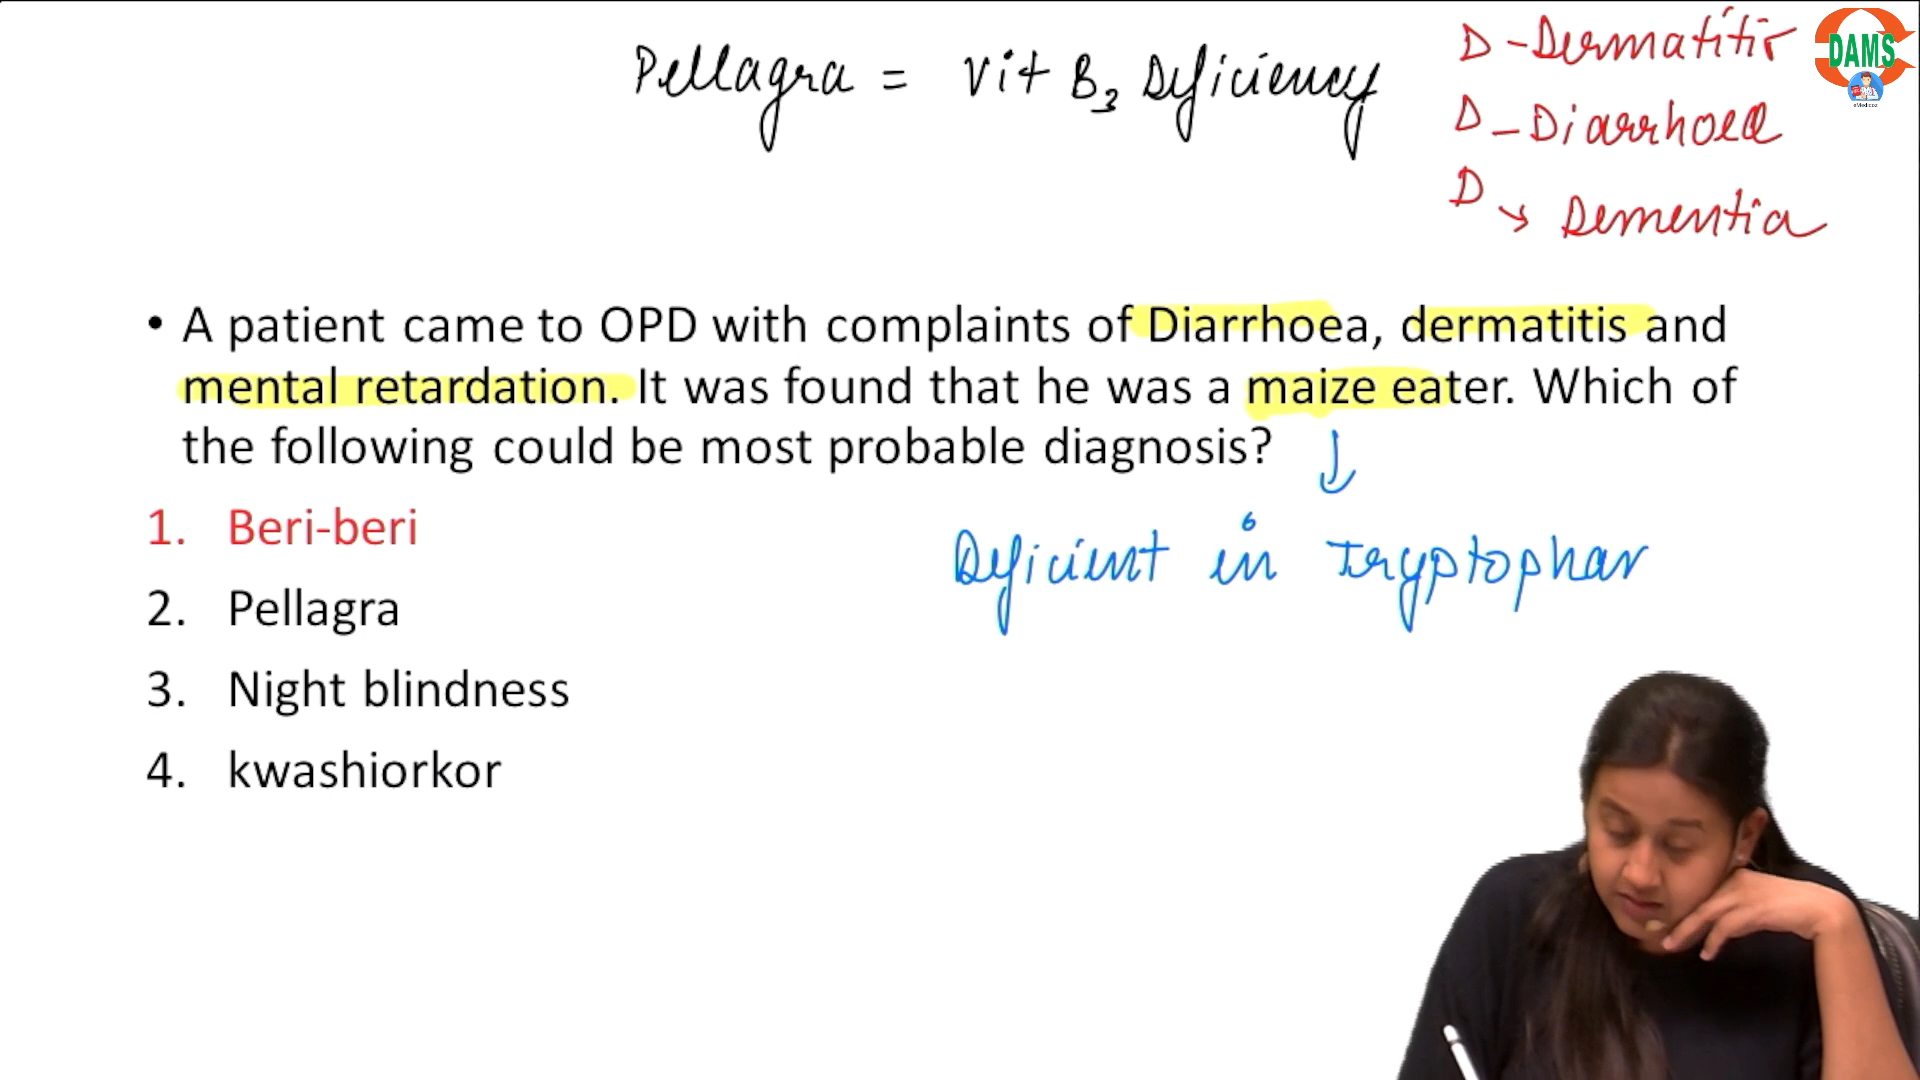 Pellagra = Vit B3 Deficiency
D - Dermatitis
D - Diarrhoea
D → Dementia
DAMS
eMedicoz
• A patient came to OPD with complaints of Diarrhoea, dermatitis and
mental retardation. It was found that he was a maize eater. Which of
the following could be most probable diagnosis?
Deficient in Tryptophan
1. Beri-beri
2. Pellagra
3. Night blindness
4. kwashiorkor